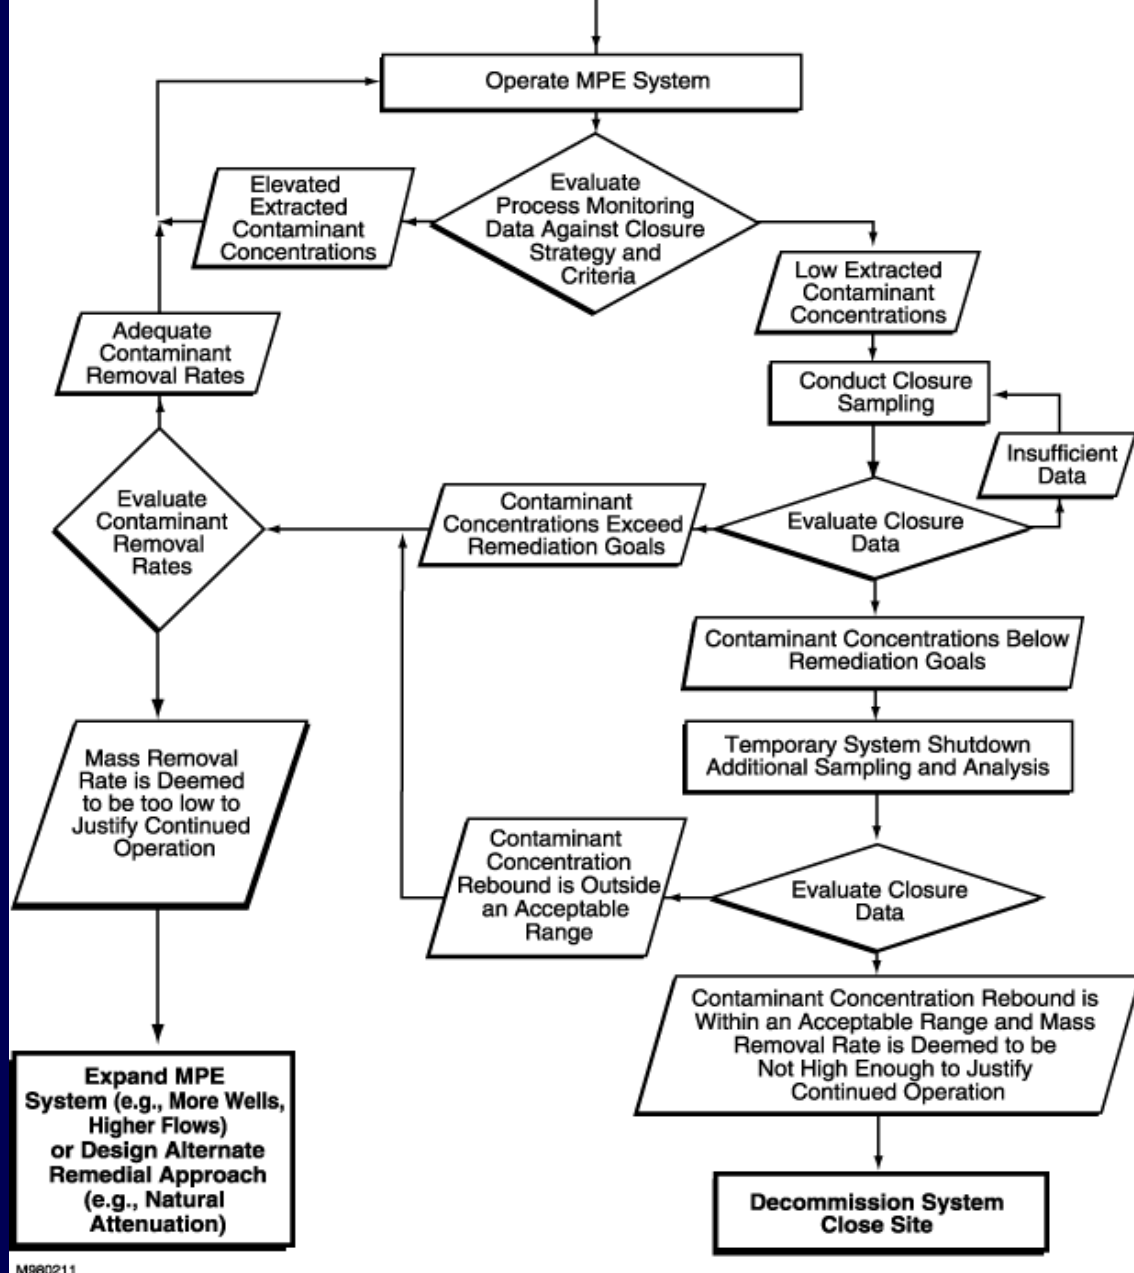 Operate MPE System
Evaluate
Process Monitoring
Data Against Closure
Strategy and
Criteria
Elevated
Extracted
Contaminant
Concentrations
Low Extracted
Contaminant
Concentrations
Adequate
Contaminant
Removal Rates
Conduct Closure
Sampling
Insufficient
Data
Evaluate
Contaminant
Removal
Rates
Contaminant
Concentrations Exceed
Remediation Goals
Evaluate Closure
Data
Contaminant Concentrations Below
Remediation Goals
Temporary System Shutdown
Additional Sampling and Analysis
Mass Removal
Rate is Deemed
to be too low to
Justify Continued
Operation
Contaminant
Concentration
Rebound is Outside
an Acceptable
Range
Evaluate Closure
Data
Contaminant Concentration Rebound is
Within an Acceptable Range and Mass
Removal Rate is Deemed to be
Not High Enough to Justify
Continued Operation
Expand MPE
System (e.g., More Wells,
Higher Flows)
or Design Alternate
Remedial Approach
(e.g., Natural
Attenuation)
Decommission System
Close Site
M980211